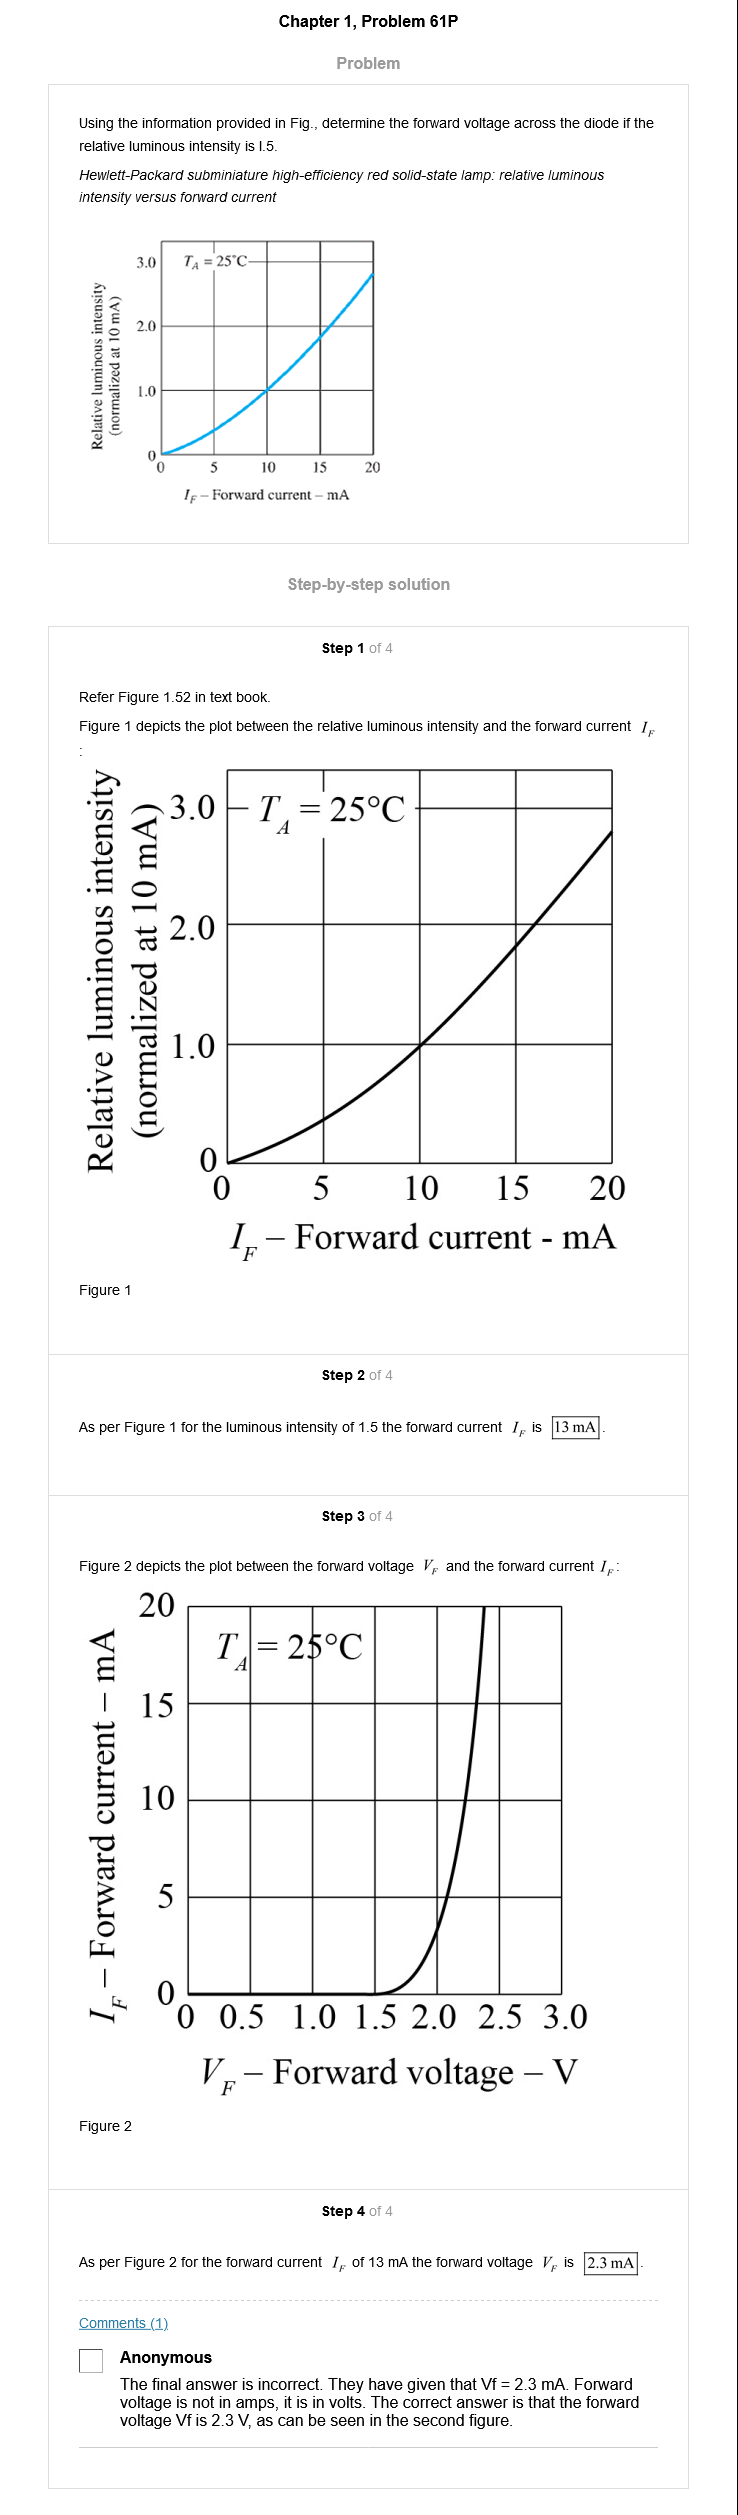 Chapter 1, Problem 61P
Problem
Using the information provided in Fig., determine the forward voltage across the diode if the
relative luminous intensity is l.5.
Hewlett-Packard subminiature high-efficiency red solid-state lamp: relative luminous
intensity versus forward current
Relative luminous intensity
(normalized at 10 mA)
3.0
T_A = 25°C
2.0
1.0
0
0 5 10 15 20
I_F – Forward current – mA
Step-by-step solution
Step 1 of 4
Refer Figure 1.52 in text book.
Figure 1 depicts the plot between the relative luminous intensity and the forward current I_F
:
Relative luminous intensity
(normalized at 10 mA)
3.0
T_A = 25°C
2.0
1.0
0
0 5 10 15 20
I_F – Forward current - mA
Figure 1
Step 2 of 4
As per Figure 1 for the luminous intensity of 1.5 the forward current I_F is 13 mA.
Step 3 of 4
Figure 2 depicts the plot between the forward voltage V_F and the forward current I_F:
I_F – Forward current – mA
20
T_A = 25°C
15
10
5
0
0 0.5 1.0 1.5 2.0 2.5 3.0
V_F – Forward voltage – V
Figure 2
Step 4 of 4
As per Figure 2 for the forward current I_F of 13 mA the forward voltage V_F is 2.3 mA.
Comments (1)
Anonymous
The final answer is incorrect. They have given that Vf = 2.3 mA. Forward
voltage is not in amps, it is in volts. The correct answer is that the forward
voltage Vf is 2.3 V, as can be seen in the second figure.